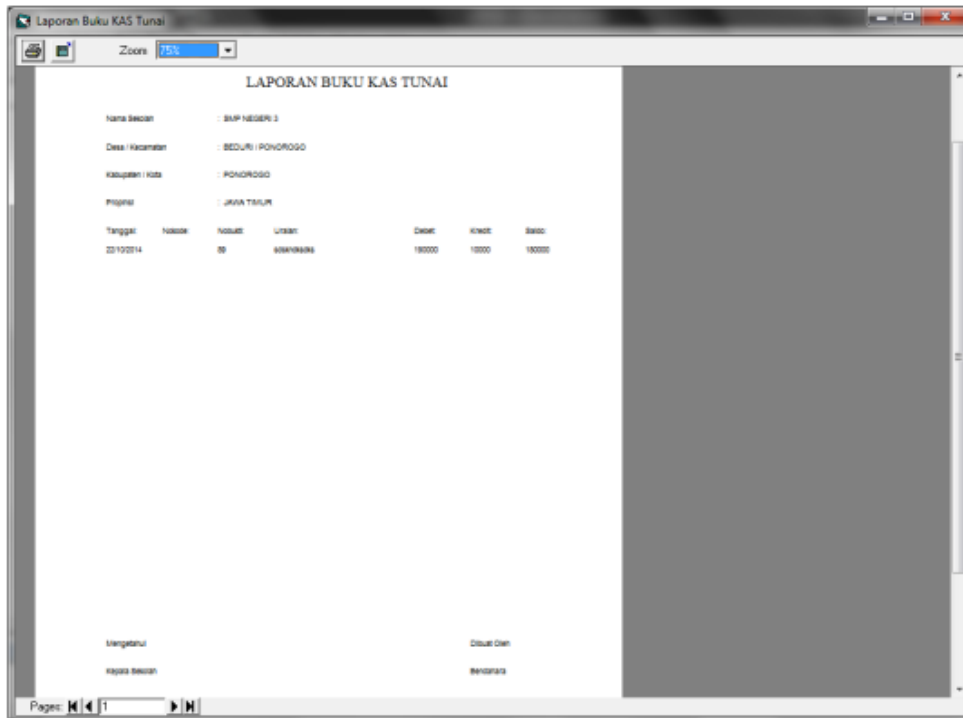 Laporan Buku KAS Tunai
Zoom 75%
LAPORAN BUKU KAS TUNAI
Nama Sekolah : SMP NEGERI 3
Desa / Kecamatan : BEDURI / PONOROGO
Kabupaten / Kota : PONOROGO
Propinsi : JAWA TIMUR
Tanggal: Nokode: Nobukti: Uraian: Debet: Kredit: Saldo:
22/10/2014 89 10000
Mengetahui Dibuat Oleh
Kepala Sekolah Bendahara
Pages: 1